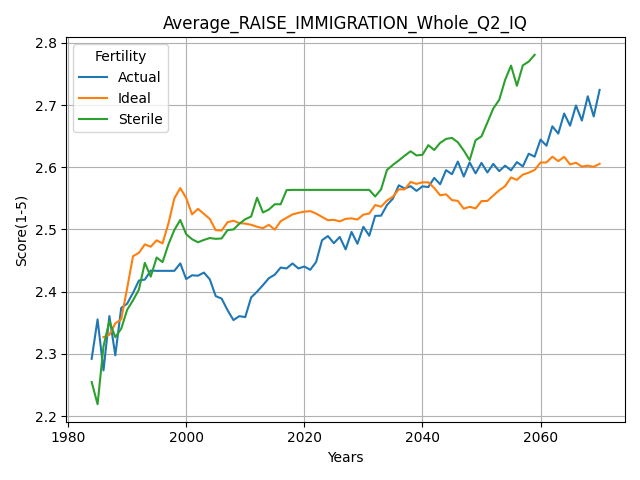 Average_RAISE_IMMIGRATION_Whole_Q2_IQ
Score(1-5)
2.8
2.7
2.6
2.5
2.4
2.3
2.2
Fertility
Actual
Ideal
Sterile
1980
2000
2020
2040
2060
Years